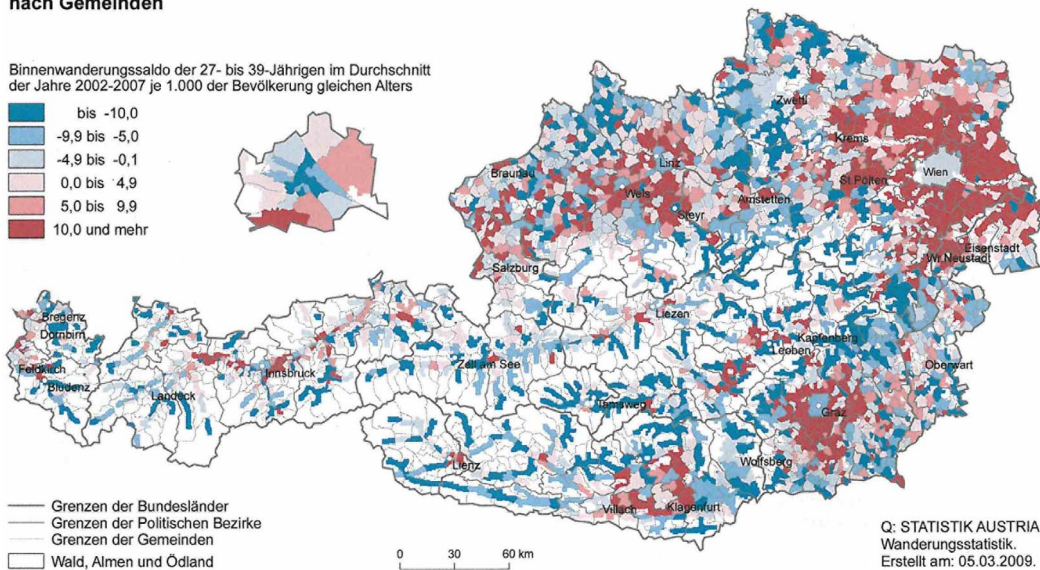 nach Gemeinden
Binnenwanderungssaldo der 27- bis 39-Jährigen im Durchschnitt
der Jahre 2002-2007 je 1.000 der Bevölkerung gleichen Alters
bis -10,0
-9,9 bis -5,0
-4,9 bis -0,1
0,0 bis 4,9
5,0 bis 9,9
10,0 und mehr
Zwettl
Krems
Linz
Braunau
Wien
Wels
St.Pölten
Amstetten
Steyr
Eisenstadt
Wr.Neustadt
Salzburg
Bregenz
Liezen
Dornbirn
Kapfenberg
Leoben
Zell am See
Oberwart
Feldkirch
Innsbruck
Bludenz
Landeck
Tamsweg
Graz
Wolfsberg
Lienz
Villach
Klagenfurt
Grenzen der Bundesländer
Grenzen der Politischen Bezirke
Grenzen der Gemeinden
Wald, Almen und Ödland
0 30 60 km
Q: STATISTIK AUSTRIA
Wanderungsstatistik.
Erstellt am: 05.03.2009.